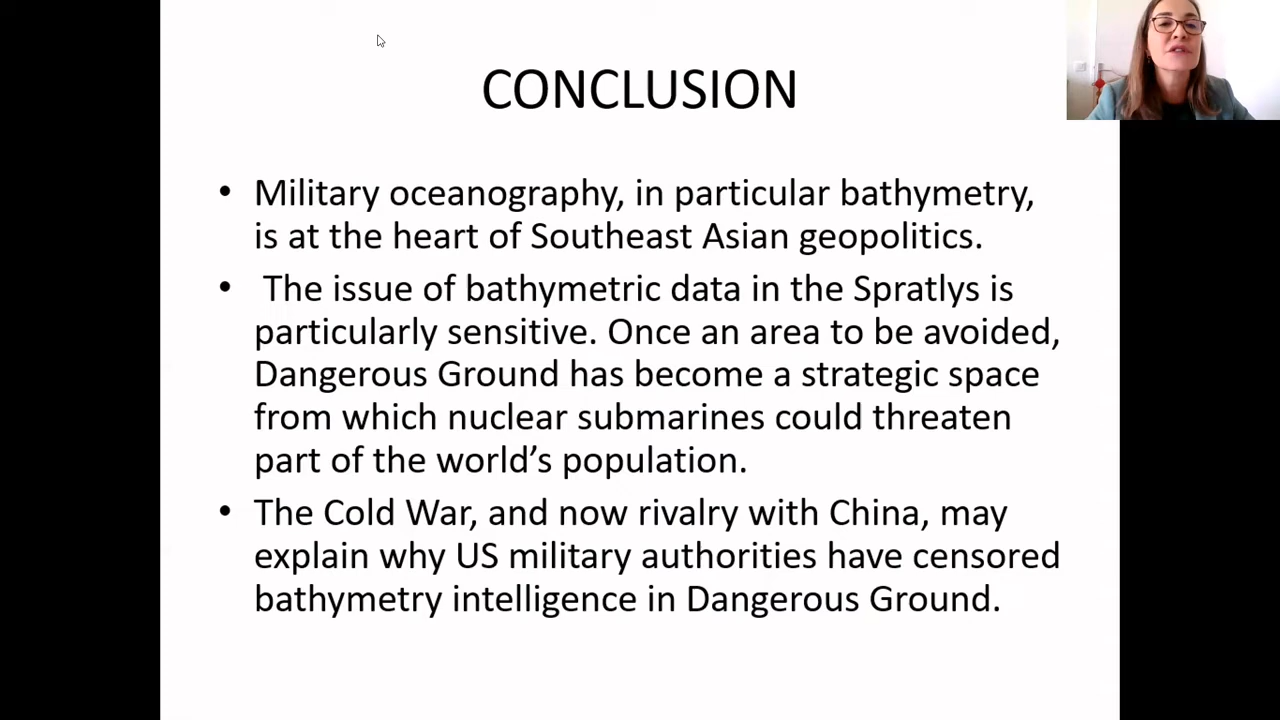 CONCLUSION
• Military oceanography, in particular bathymetry,
is at the heart of Southeast Asian geopolitics.
• The issue of bathymetric data in the Spratlys is
particularly sensitive. Once an area to be avoided,
Dangerous Ground has become a strategic space
from which nuclear submarines could threaten
part of the world’s population.
• The Cold War, and now rivalry with China, may
explain why US military authorities have censored
bathymetry intelligence in Dangerous Ground.